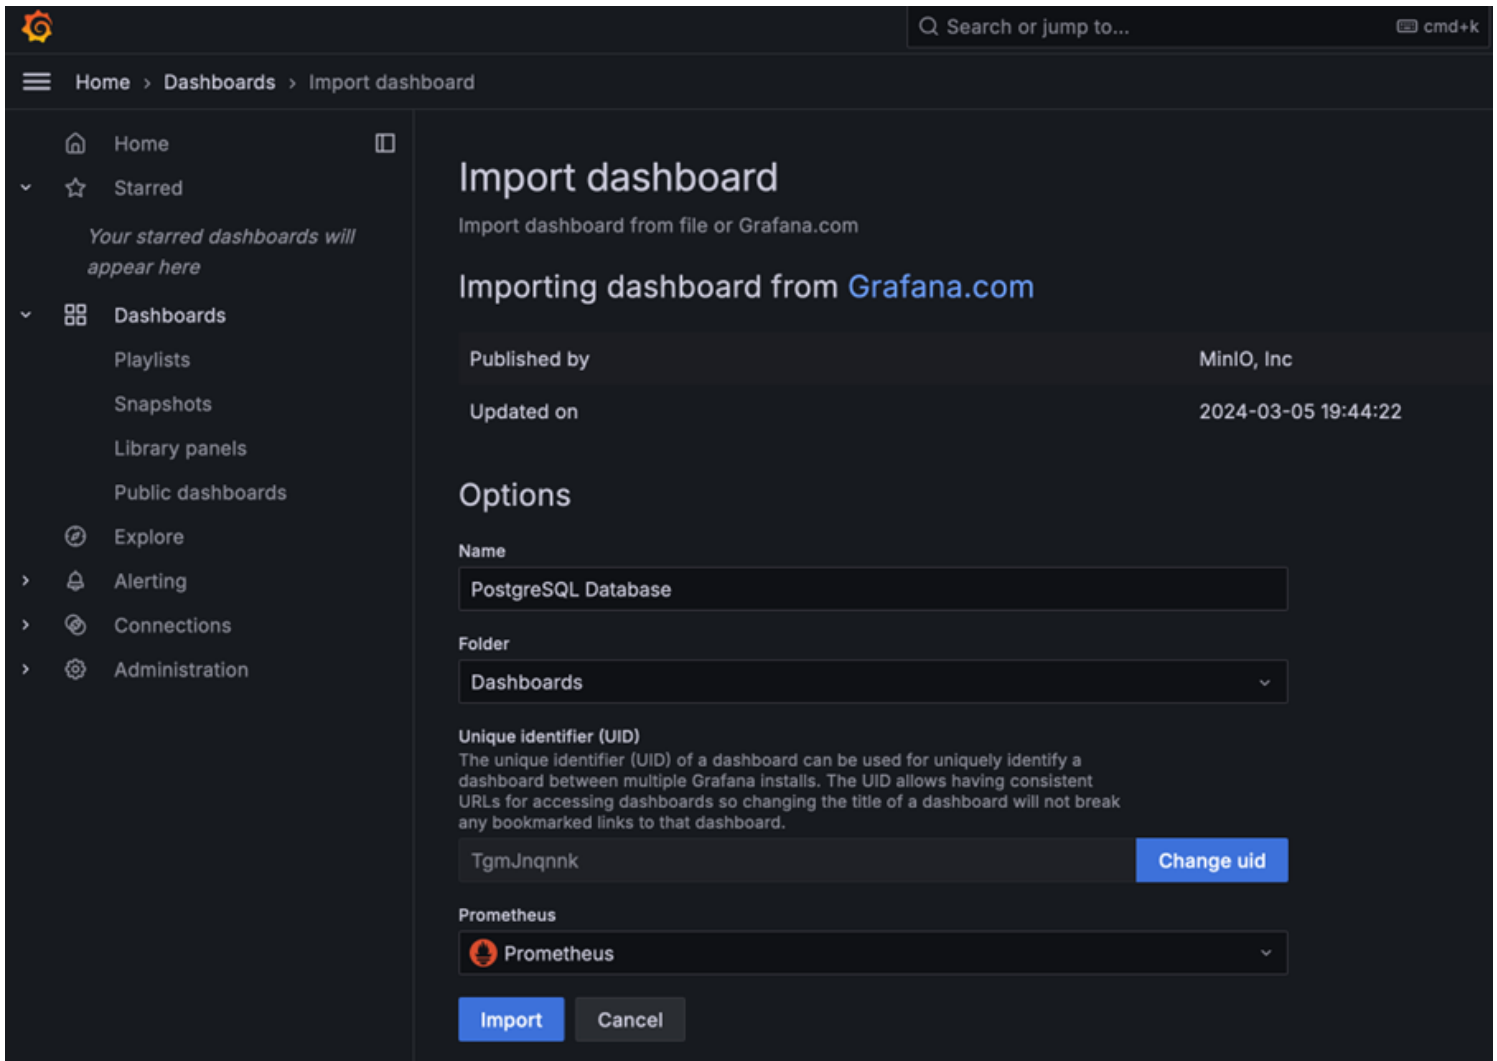 Search or jump to...
cmd+k
Home › Dashboards › Import dashboard
Home
Starred
Your starred dashboards will
appear here
Dashboards
Playlists
Snapshots
Library panels
Public dashboards
Explore
Alerting
Connections
Administration
Import dashboard
Import dashboard from file or Grafana.com
Importing dashboard from Grafana.com
Published by MinIO, Inc
Updated on 2024-03-05 19:44:22
Options
Name
PostgreSQL Database
Folder
Dashboards
Unique identifier (UID)
The unique identifier (UID) of a dashboard can be used for uniquely identify a
dashboard between multiple Grafana installs. The UID allows having consistent
URLs for accessing dashboards so changing the title of a dashboard will not break
any bookmarked links to that dashboard.
TgmJnqnnk
Change uid
Prometheus
Prometheus
Import
Cancel